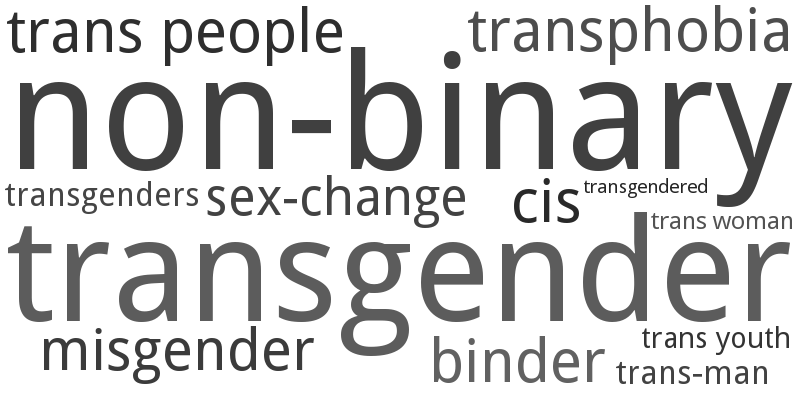 trans people
transphobia
non-binary
transgenders
sex-change
cis
transgendered
trans woman
transgender
misgender
binder
trans youth
trans-man